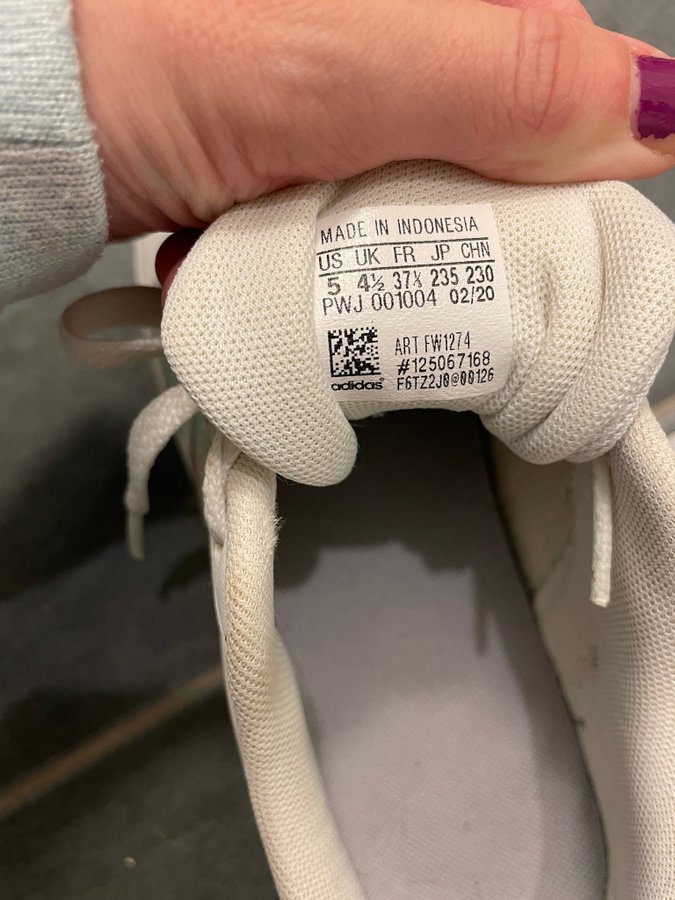 MADE IN INDONESIA
US UK FR JP CHN
5 4½ 37⅓ 235 230
PWJ 001004 02/20
ART FW1274
#125067168
adidas® F6TZ2J0@00126